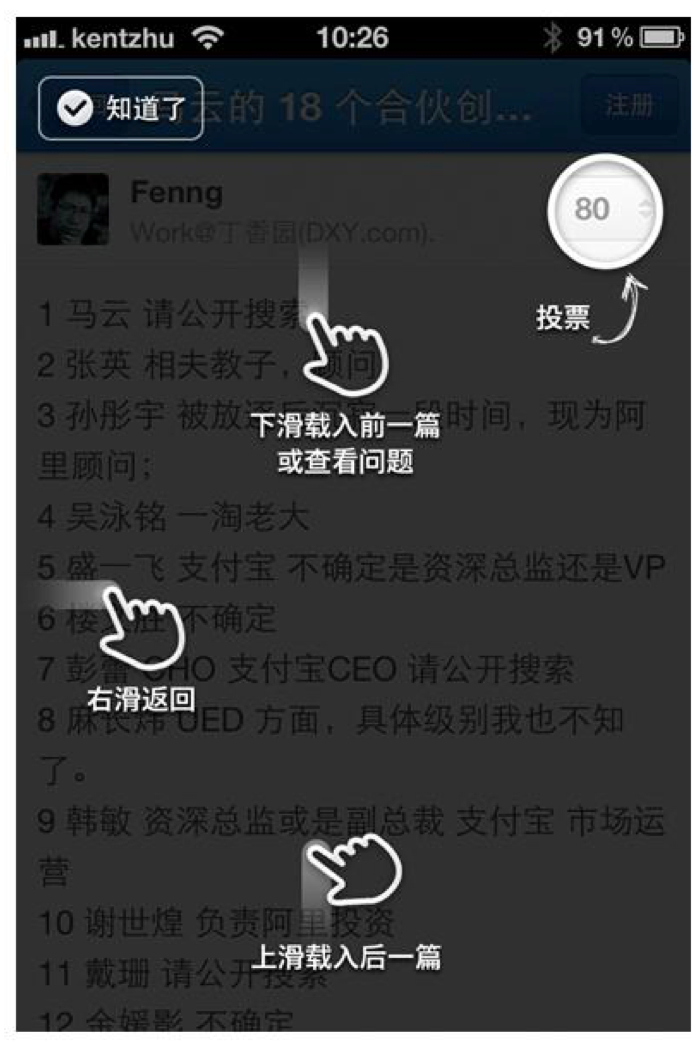 kentzhu 10:26 91%
知道了
马云的 18 个合伙创...
注册
Fenng
Work@丁香园(DXY.com).
80
投票
1 马云 请公开搜索
2 张英 相夫教子，顾问
下滑载入前一篇
或查看问题
3 孙彤宇 被放 一段时间，现为阿
里顾问；
4 吴泳铭 一淘老大
5 盛一飞 支付宝 不确定是资深总监还是VP
6 楼 胜 不确定
7 彭蕾 CHO 支付宝CEO 请公开搜索
右滑返回
8 麻长炜 UED 方面，具体级别我也不知
了。
9 韩敏 资深总监或是副总裁 支付宝 市场运
营
10 谢世煌 负责阿里投资
上滑载入后一篇
11 戴珊 请公开搜索
12 金媛影 不确定